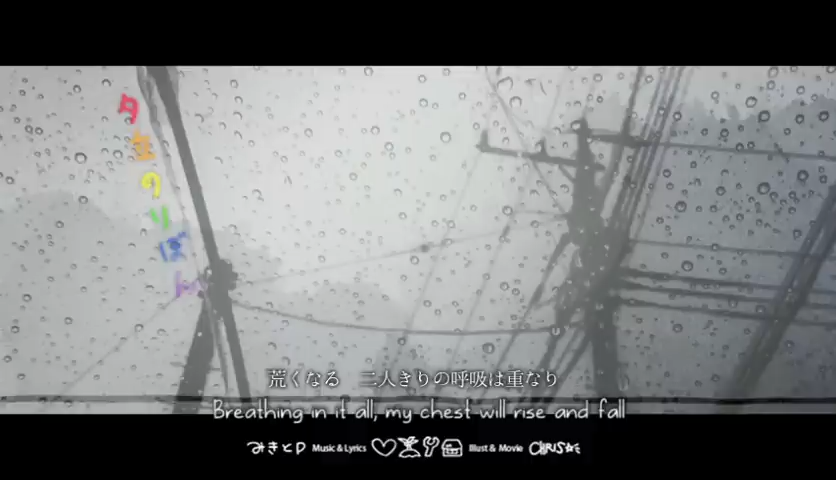 夕立のりぼん
荒くなる 二人きりの呼吸は重なり
Breathing in it all, my chest will rise and fall
みきとP Music & Lyrics Illust & Movie CHRIS